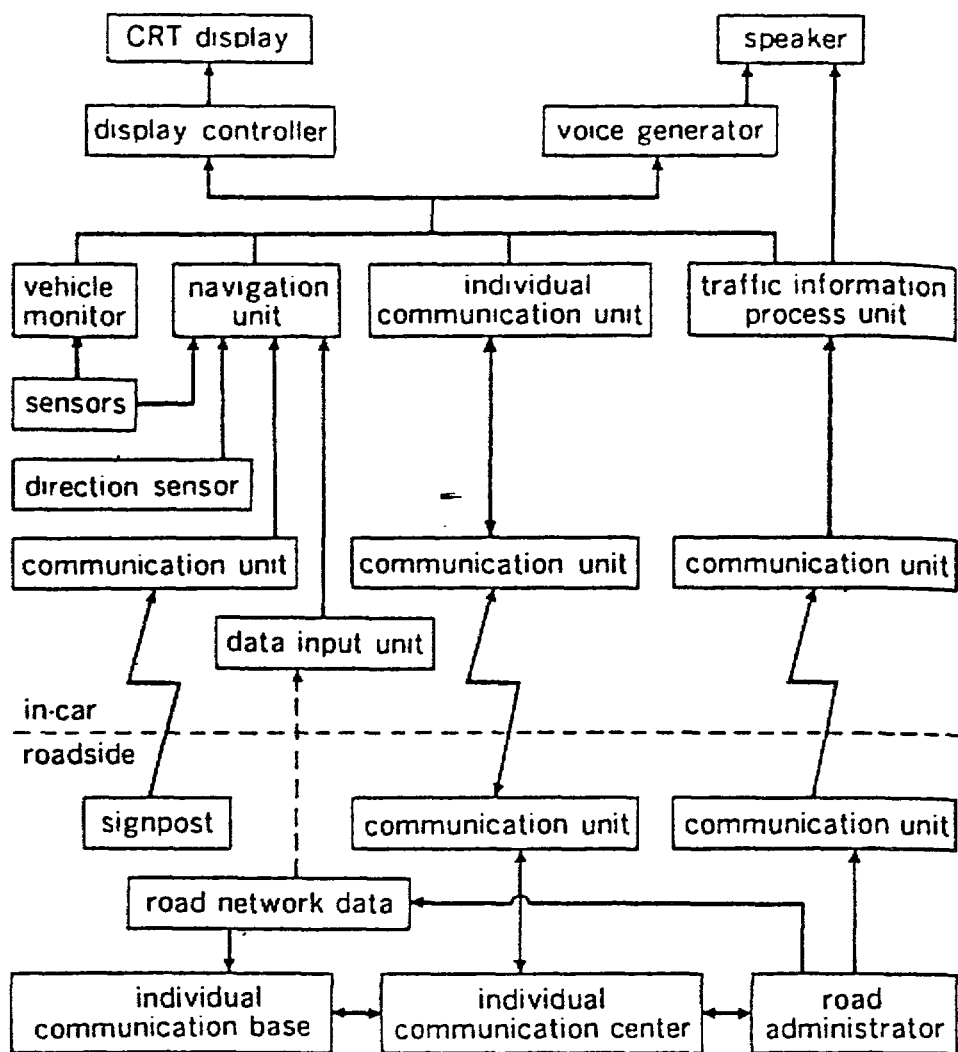 CRT display
speaker
display controller
voice generator
vehicle
monitor
navigation
unit
individual
communication unit
traffic information
process unit
sensors
direction sensor
communication unit
communication unit
communication unit
data input unit
in-car
roadside
signpost
communication unit
communication unit
road network data
individual
communication base
individual
communication center
road
administrator